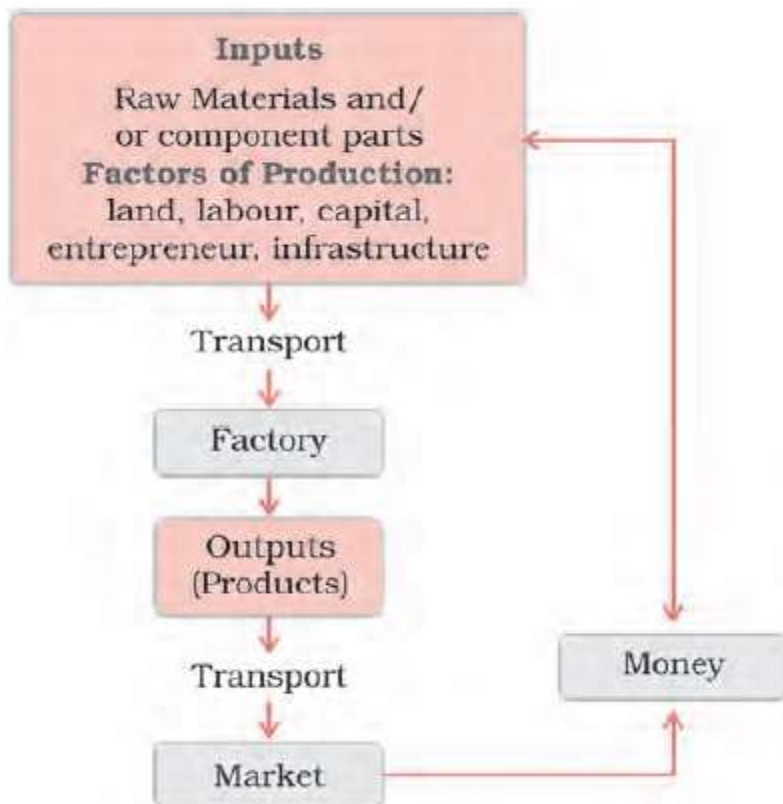 Inputs
Raw Materials and/
or component parts
Factors of Production:
land, labour, capital,
entrepreneur, infrastructure
Transport
Factory
Outputs
(Products)
Transport
Money
Market